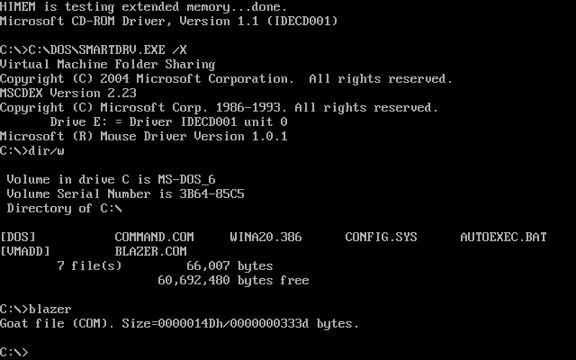 HIMEM is testing extended memory...done.
Microsoft CD-ROM Driver, Version 1.1 (IDECD001)
C:\>C:\DOS\SMARTDRV.EXE /X
Virtual Machine Folder Sharing
Copyright (C) 2004 Microsoft Corporation.  All rights reserved.
MSCDEX Version 2.23
Copyright (C) Microsoft Corp. 1986-1993. All rights reserved.
       Drive E: = Driver IDECD001 unit 0
Microsoft (R) Mouse Driver Version 1.0.1
C:\>dir/w
 Volume in drive C is MS-DOS_6
 Volume Serial Number is 3B64-85C5
 Directory of C:\
[DOS]           COMMAND.COM     WINA20.386      CONFIG.SYS      AUTOEXEC.BAT
[VMADD]         BLAZER.COM
        7 file(s)         66,007 bytes
                      60,692,480 bytes free
C:\>blazer
Goat file (COM). Size=0000014Dh/0000000333d bytes.
C:\>